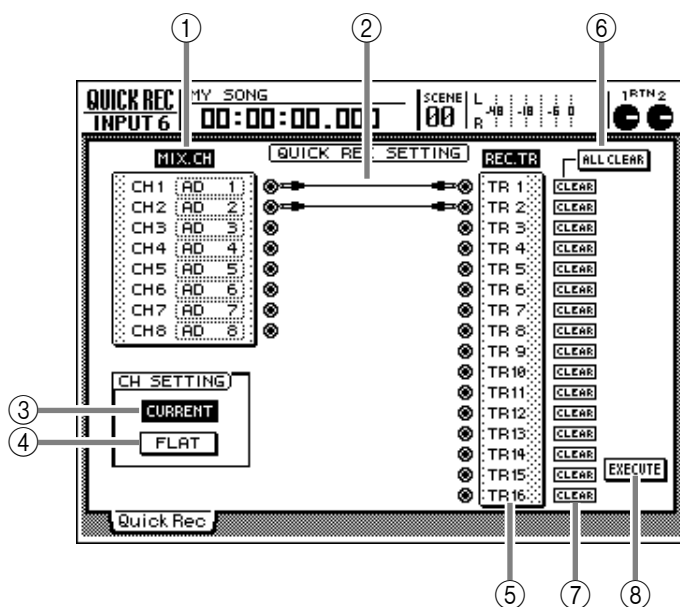 ① ② ⑥
QUICK REC MY SONG SCENE L -48 -18 -6 0 1 RTN 2
INPUT 6 00:00:00.000 00 R
MIX.CH QUICK REC SETTING REC.TR ALL CLEAR
CH1 AD 1 TR 1 CLEAR
CH2 AD 2 TR 2 CLEAR
CH3 AD 3 TR 3 CLEAR
CH4 AD 4 TR 4 CLEAR
CH5 AD 5 TR 5 CLEAR
CH6 AD 6 TR 6 CLEAR
CH7 AD 7 TR 7 CLEAR
CH8 AD 8 TR 8 CLEAR
TR 9 CLEAR
CH SETTING TR10 CLEAR
TR11 CLEAR
③ CURRENT TR12 CLEAR
④ FLAT TR13 CLEAR
TR14 CLEAR
TR15 CLEAR EXECUTE
TR16 CLEAR
Quick Rec
⑤ ⑦ ⑧